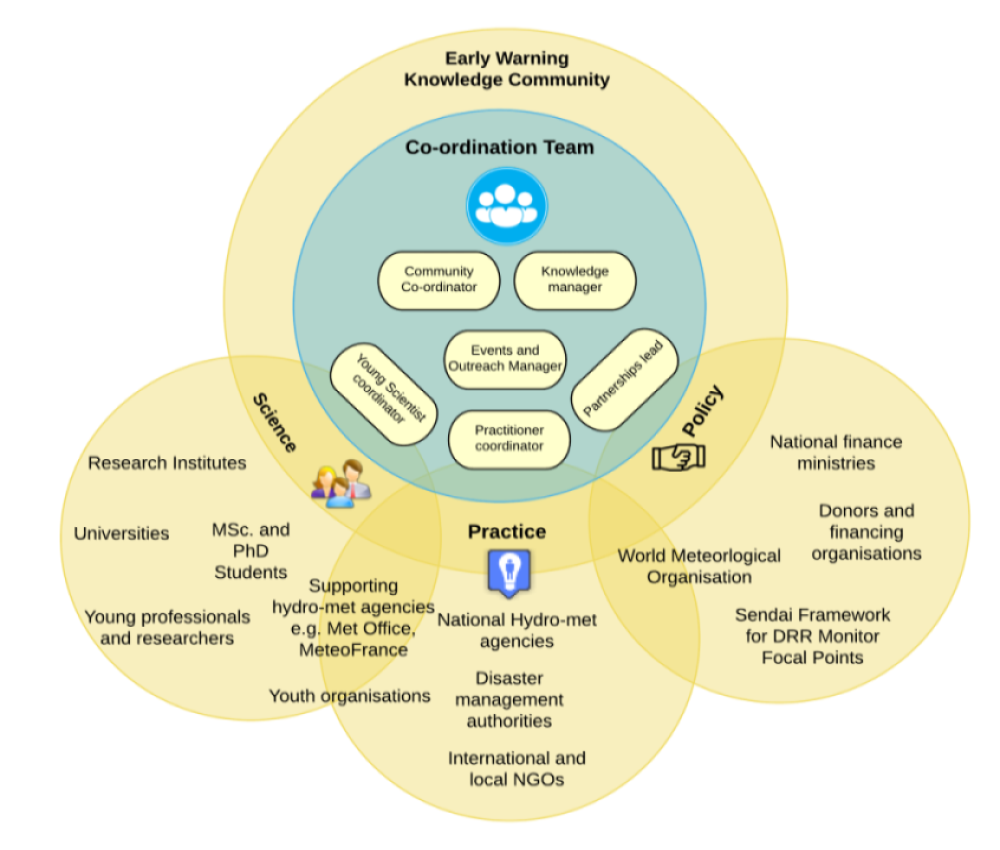 Early Warning
Knowledge Community
Co-ordination Team
Community
Co-ordinator
Knowledge
manager
Events and
Outreach Manager
Young Scientist
coordinator
Partnerships lead
Practitioner
coordinator
Science
Research Institutes
Universities
MSc. and
PhD
Students
Young professionals
and researchers
Supporting
hydro-met agencies
e.g. Met Office,
MeteoFrance
Youth organisations
Practice
National Hydro-met
agencies
Disaster
management
authorities
International and
local NGOs
Policy
National finance
ministries
Donors and
financing
organisations
World Meteorlogical
Organisation
Sendai Framework
for DRR Monitor
Focal Points